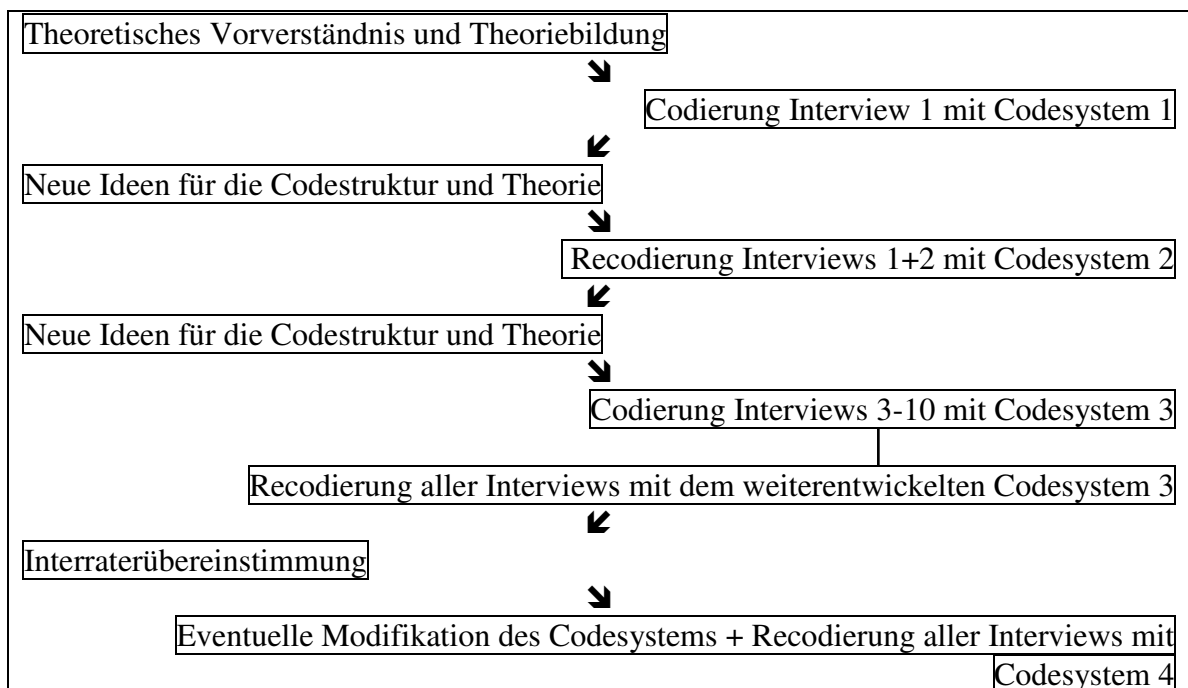 Theoretisches Vorverständnis und Theoriebildung
Codierung Interview 1 mit Codesystem 1
Neue Ideen für die Codestruktur und Theorie
Recodierung Interviews 1+2 mit Codesystem 2
Neue Ideen für die Codestruktur und Theorie
Codierung Interviews 3-10 mit Codesystem 3
Recodierung aller Interviews mit dem weiterentwickelten Codesystem 3
Interraterübereinstimmung
Eventuelle Modifikation des Codesystems + Recodierung aller Interviews mit
Codesystem 4